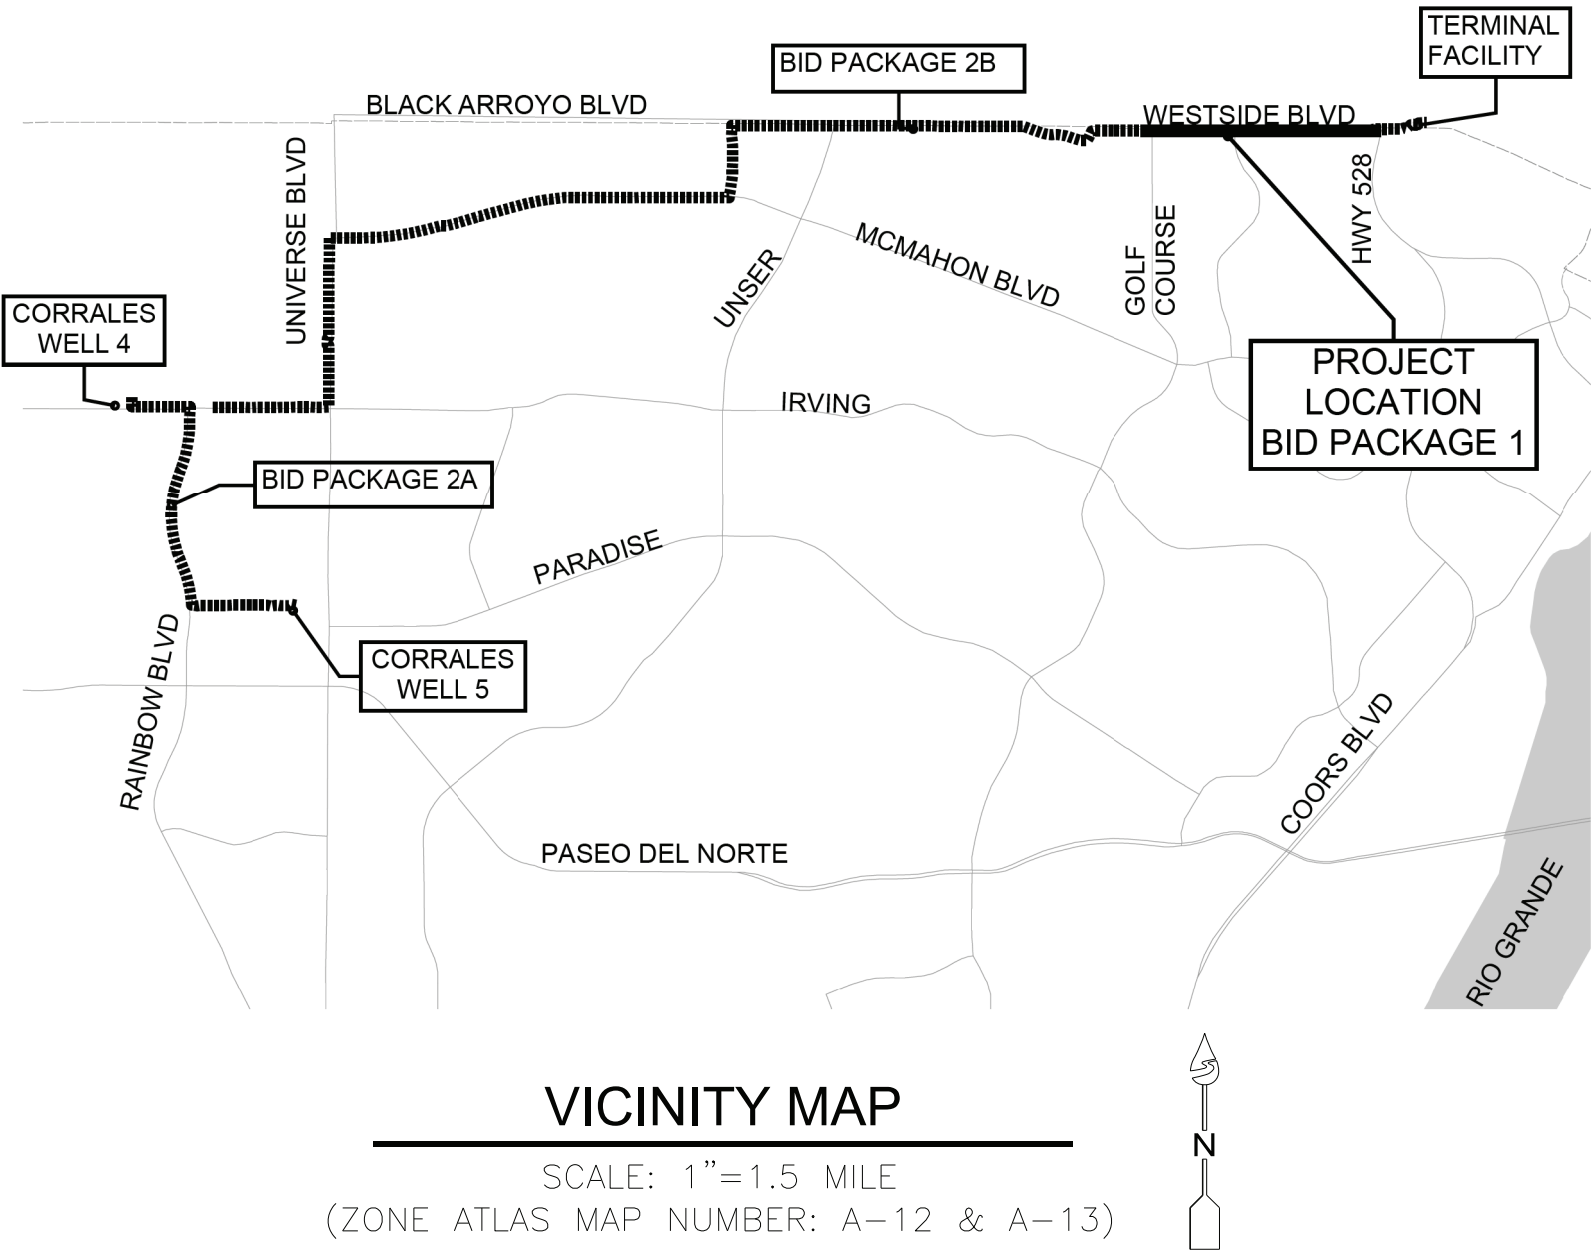 TERMINAL
FACILITY
BID PACKAGE 2B
BLACK ARROYO BLVD
WESTSIDE BLVD
UNIVERSE BLVD
HWY 528
GOLF
COURSE
MCMAHON BLVD
UNSER
CORRALES
WELL 4
PROJECT
LOCATION
BID PACKAGE 1
IRVING
BID PACKAGE 2A
PARADISE
RAINBOW BLVD
CORRALES
WELL 5
COORS BLVD
PASEO DEL NORTE
RIO GRANDE
VICINITY MAP
N
SCALE: 1"=1.5 MILE
(ZONE ATLAS MAP NUMBER: A-12 & A-13)